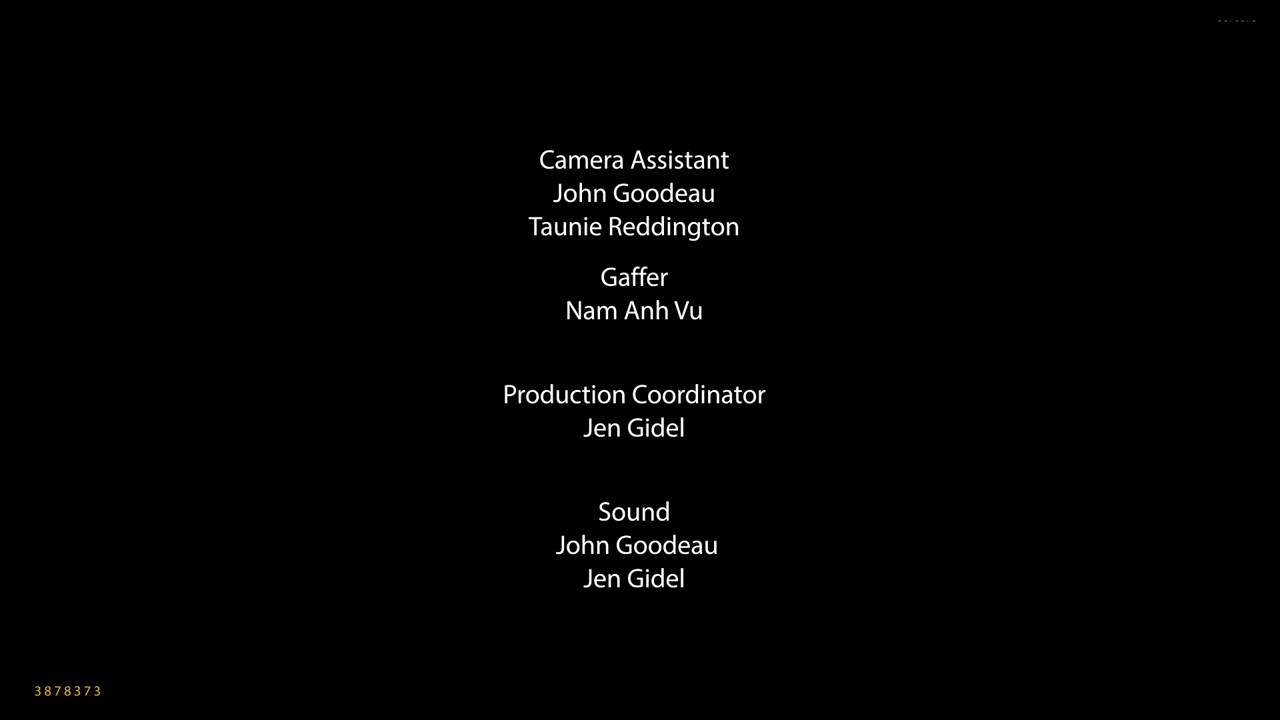 Camera Assistant
John Goodeau
Taunie Reddington
Gaffer
Nam Anh Vu
Production Coordinator
Jen Gidel
Sound
John Goodeau
Jen Gidel
3878373